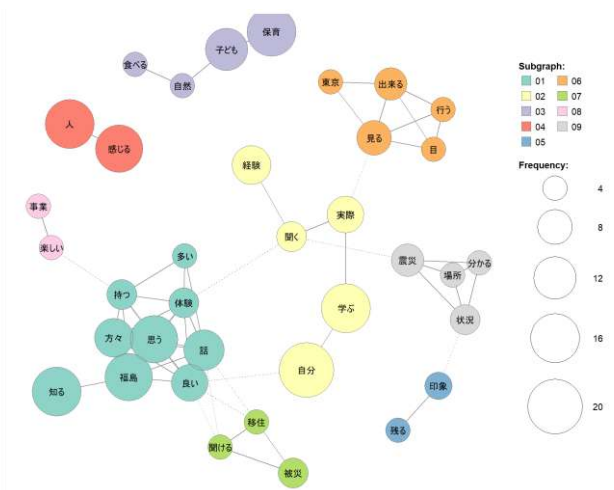 保育
子ども
食べる
自然
東京
出来る
行う
見る
目
人
感じる
経験
実際
聞く
事業
楽しい
多い
震災
分かる
場所
持つ
体験
状況
学ぶ
方々
思う
話
自分
福島
良い
知る
印象
移住
残る
聞ける
被災
Subgraph:
01 06
02 07
03 08
04 09
05
Frequency:
4
8
12
16
20